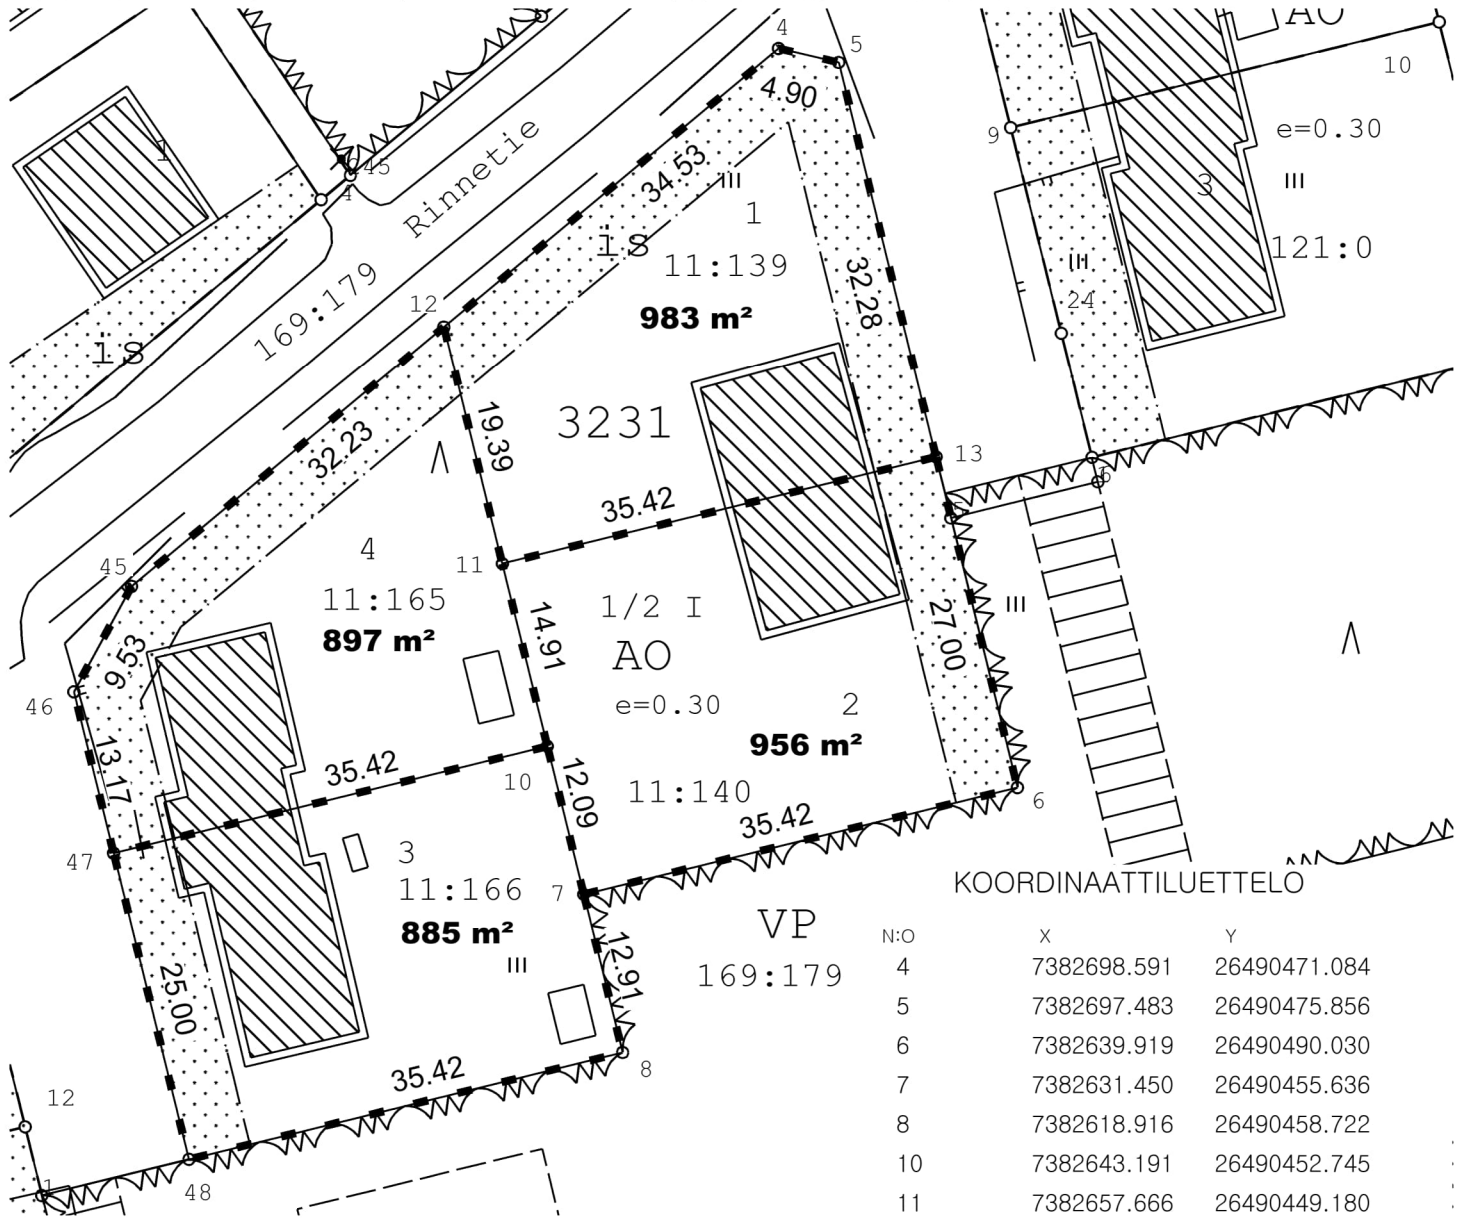 4
5
AO
10
4.90
9
e=0.30
1
45
4
Rinnetie
34.53
III
1
3
III
is
11:139
32.28
121:0
III
12
983 m²
24
169:179
is
3231
19.39
32.23
13
Λ
35.42
6
5
45
4
11
11:165
1/2 I
14.91
27.00
III
897 m²
AO
Λ
9.53
46
e=0.30
2
956 m²
13.17
35.42
10
12.09
11:140
6
35.42
47
3
11:166
7
KOORDINAATTILUETTELO
885 m²
VP
III
12.91
169:179
25.00
35.42
8
12
1
48
N:O X Y
4 7382698.591 26490471.084
5 7382697.483 26490475.856
6 7382639.919 26490490.030
7 7382631.450 26490455.636
8 7382618.916 26490458.722
10 7382643.191 26490452.745
11 7382657.666 26490449.180